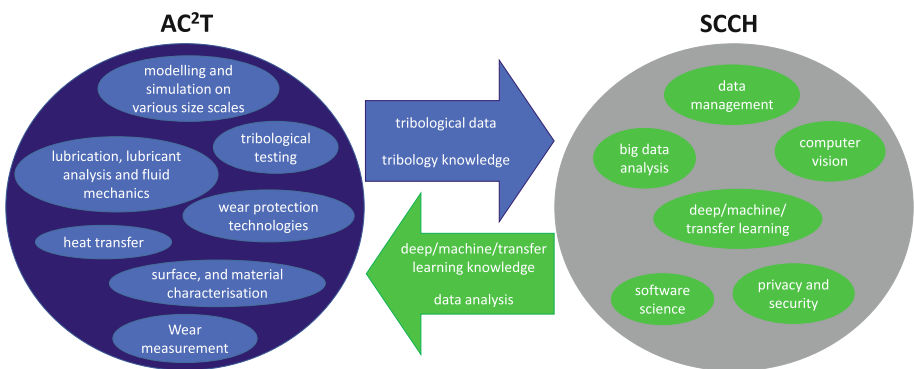 AC²T
modelling and
simulation on
various size scales
tribological
testing
lubrication, lubricant
analysis and fluid
mechanics
wear protection
technologies
heat transfer
surface, and material
characterisation
Wear
measurement
tribological data
tribology knowledge
deep/machine/transfer
learning knowledge
data analysis
SCCH
data
management
big data
analysis
computer
vision
deep/machine/
transfer learning
software
science
privacy and
security